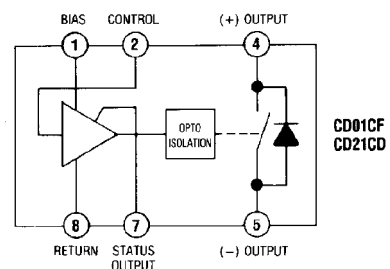 BIAS CONTROL (+) OUTPUT
1 2 4
OPTO
ISOLATION
CD01CF
CD21CD
8 7 5
RETURN STATUS
OUTPUT (−) OUTPUT